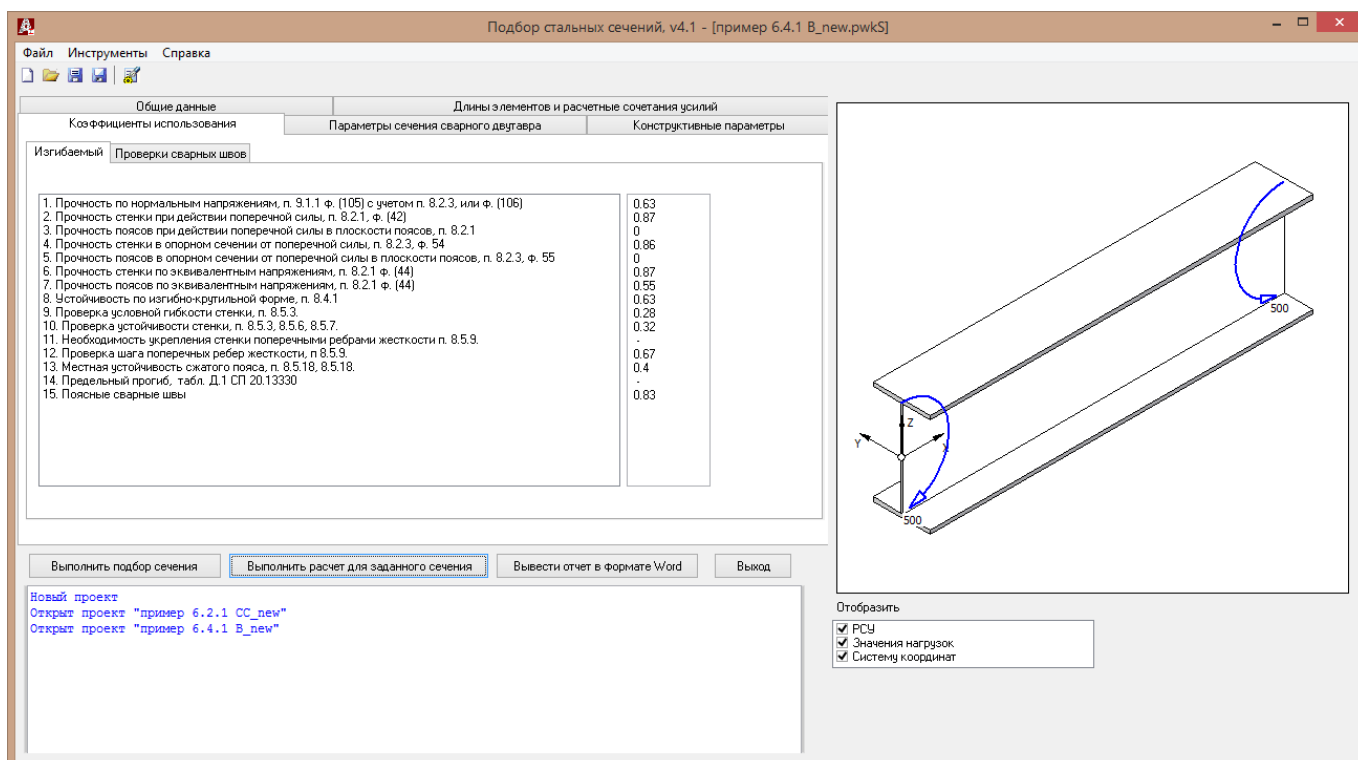 Подбор стальных сечений, v4.1 - [пример 6.4.1 B_new.pwkS]
Файл Инструменты Справка
Общие данные
Длины элементов и расчетные сочетания усилий
Коэффициенты использования
Параметры сечения сварного двутавра
Конструктивные параметры
Изгибаемый
Проверки сварных швов
1. Прочность по нормальным напряжениям, п. 9.1.1 ф. (105) с учетом п. 8.2.3, или ф. (106) 0.63
2. Прочность стенки при действии поперечной силы, п. 8.2.1, ф. (42) 0.87
3. Прочность поясов при действии поперечной силы в плоскости поясов, п. 8.2.1 0
4. Прочность стенки в опорном сечении от поперечной силы, п. 8.2.3, ф. 54 0.86
5. Прочность поясов в опорном сечении от поперечной силы в плоскости поясов, п. 8.2.3, ф. 55 0
6. Прочность стенки по эквивалентным напряжениям, п. 8.2.1 ф. (44) 0.87
7. Прочность поясов по эквивалентным напряжениям, п. 8.2.1 ф. (44) 0.55
8. Устойчивость по изгибно-крутильной форме, п. 8.4.1 0.63
9. Проверка условной гибкости стенки, п. 8.5.3. 0.28
10. Проверка устойчивости стенки, п. 8.5.3, 8.5.6, 8.5.7. 0.32
11. Необходимость укрепления стенки поперечными ребрами жесткости п. 8.5.9. .
12. Проверка шага поперечных ребер жесткости, п 8.5.9. 0.67
13. Местная устойчивость сжатого пояса, п. 8.5.18, 8.5.18. 0.4
14. Предельный прогиб, табл. Д.1 СП 20.13330 .
15. Поясные сварные швы 0.83
500
Z
Y
X
500
Выполнить подбор сечения
Выполнить расчет для заданного сечения
Вывести отчет в формате Word
Выход
Новый проект
Открыт проект "пример 6.2.1 CC_new"
Открыт проект "пример 6.4.1 B_new"
Отобразить
РСУ
Значения нагрузок
Систему координат